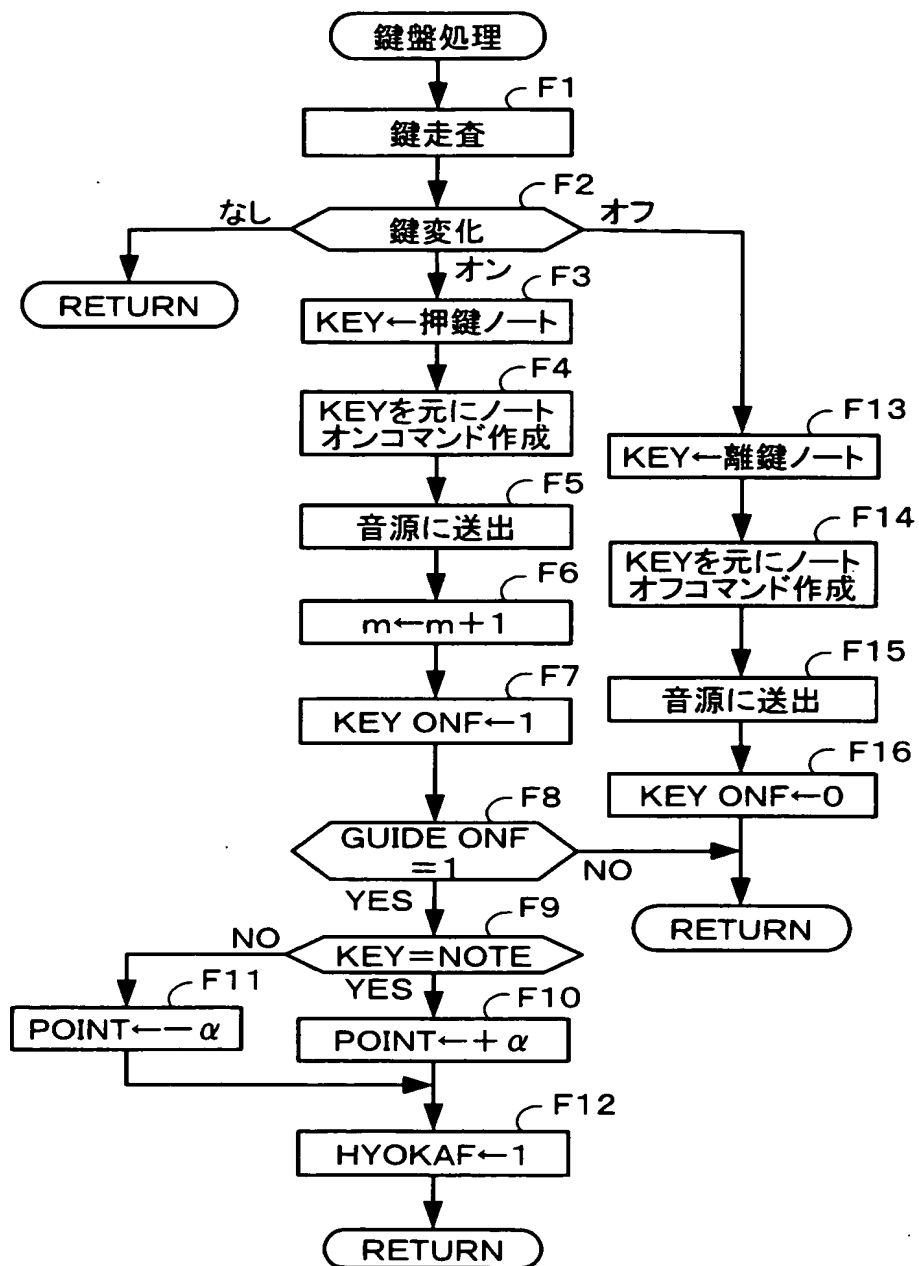 鍵盤処理
F1
鍵走査
F2
なし
鍵変化
オフ
オン
RETURN
F3
KEY←押鍵ノート
F4
KEYを元にノート
オンコマンド作成
F5
音源に送出
F6
m←m+1
F7
KEY ONF←1
F13
KEY←離鍵ノート
F14
KEYを元にノート
オフコマンド作成
F15
音源に送出
F16
KEY ONF←0
F8
GUIDE ONF
=1
NO
YES
RETURN
F9
NO
KEY=NOTE
YES
F11
POINT←-α
F10
POINT←+α
F12
HYOKAF←1
RETURN